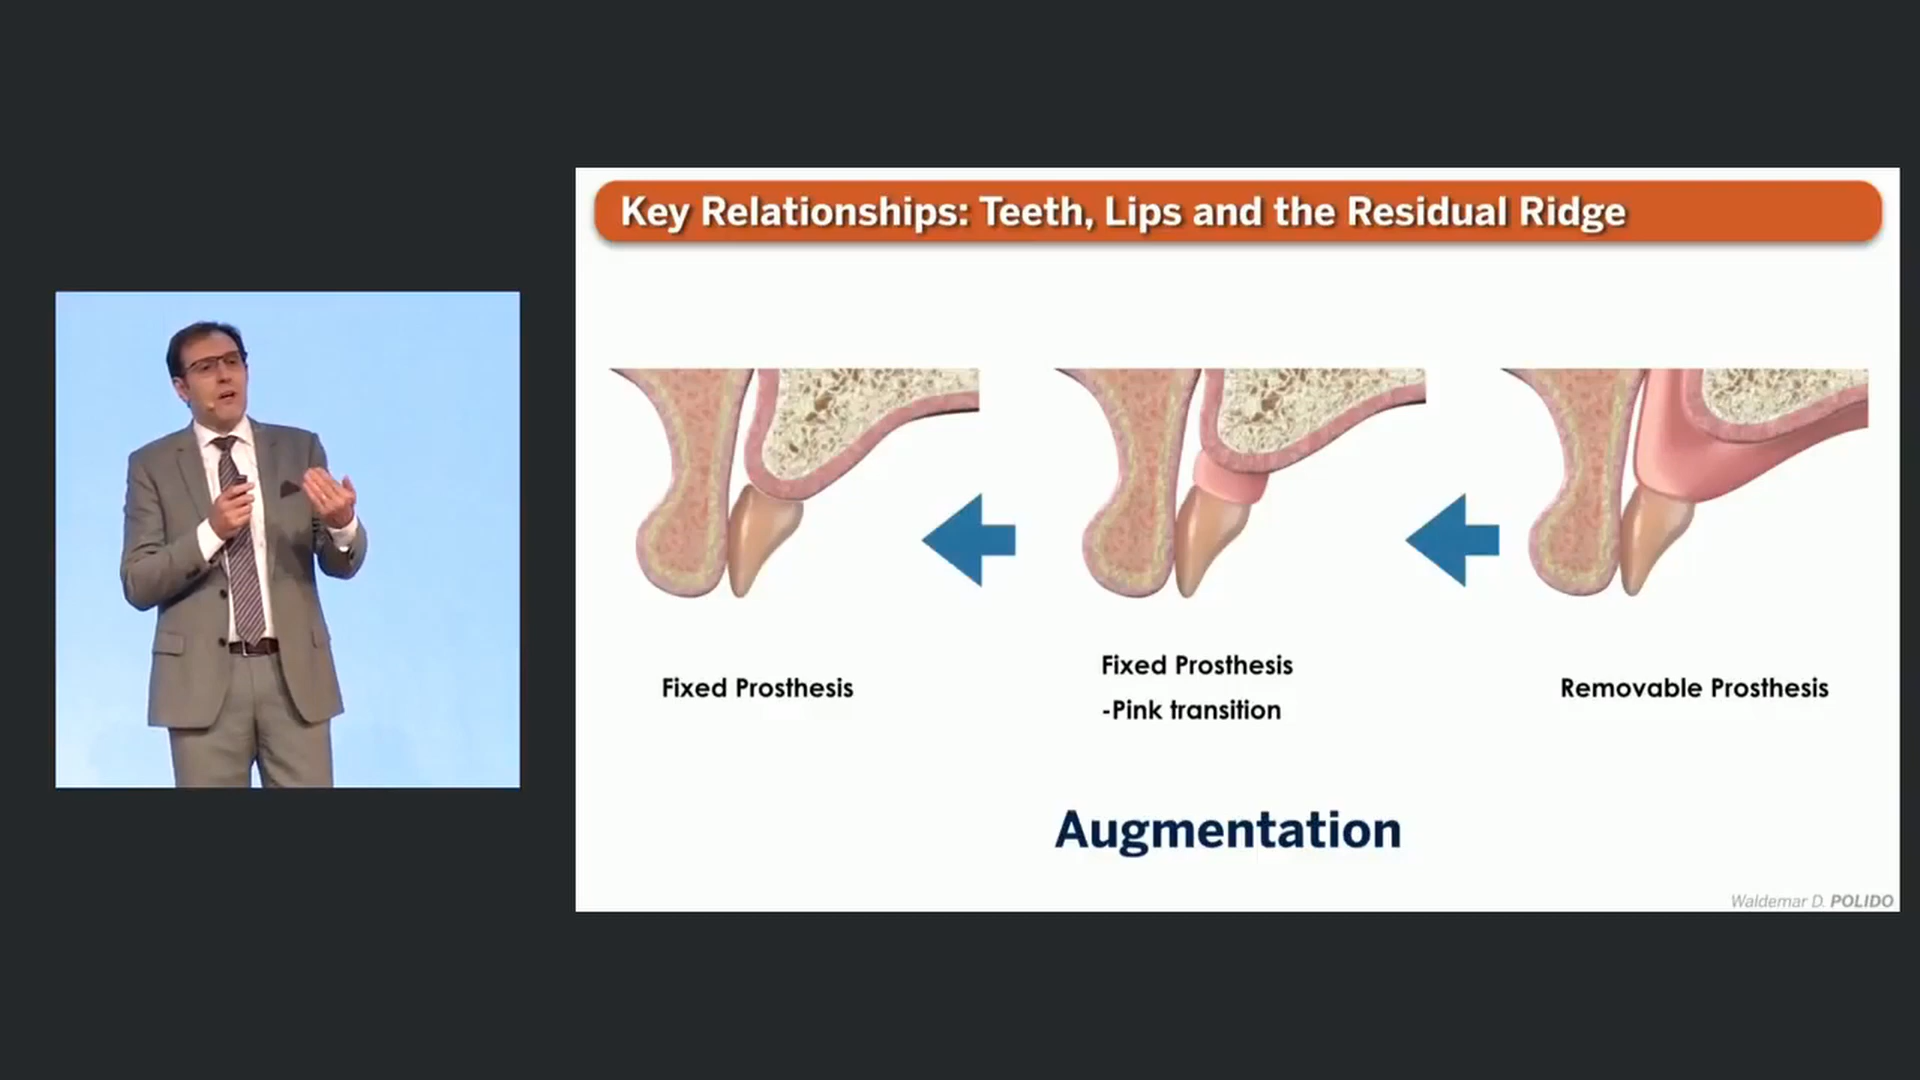 Key Relationships: Teeth, Lips and the Residual Ridge
Fixed Prosthesis
Fixed Prosthesis
-Pink transition
Removable Prosthesis
Augmentation
Waldemar D. POLIDO